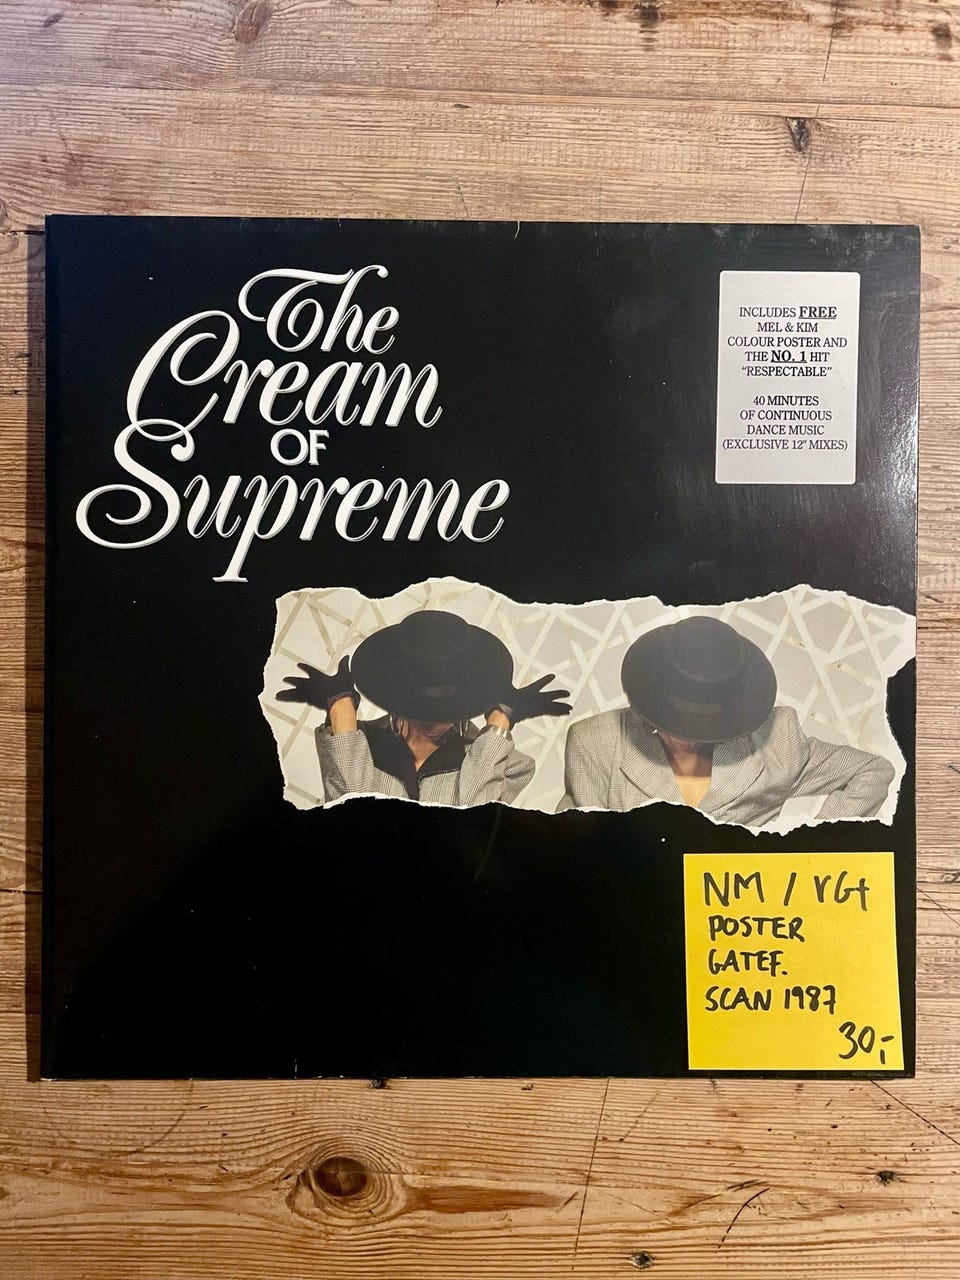 The
Cream
OF
Supreme
INCLUDES FREE
MEL & KIM
COLOUR POSTER AND
THE NO. 1 HIT
"RESPECTABLE"
40 MINUTES
OF CONTINUOUS
DANCE MUSIC
(EXCLUSIVE 12" MIXES)
NM / VG+
POSTER
GATEF.
SCAN 1987
30,-